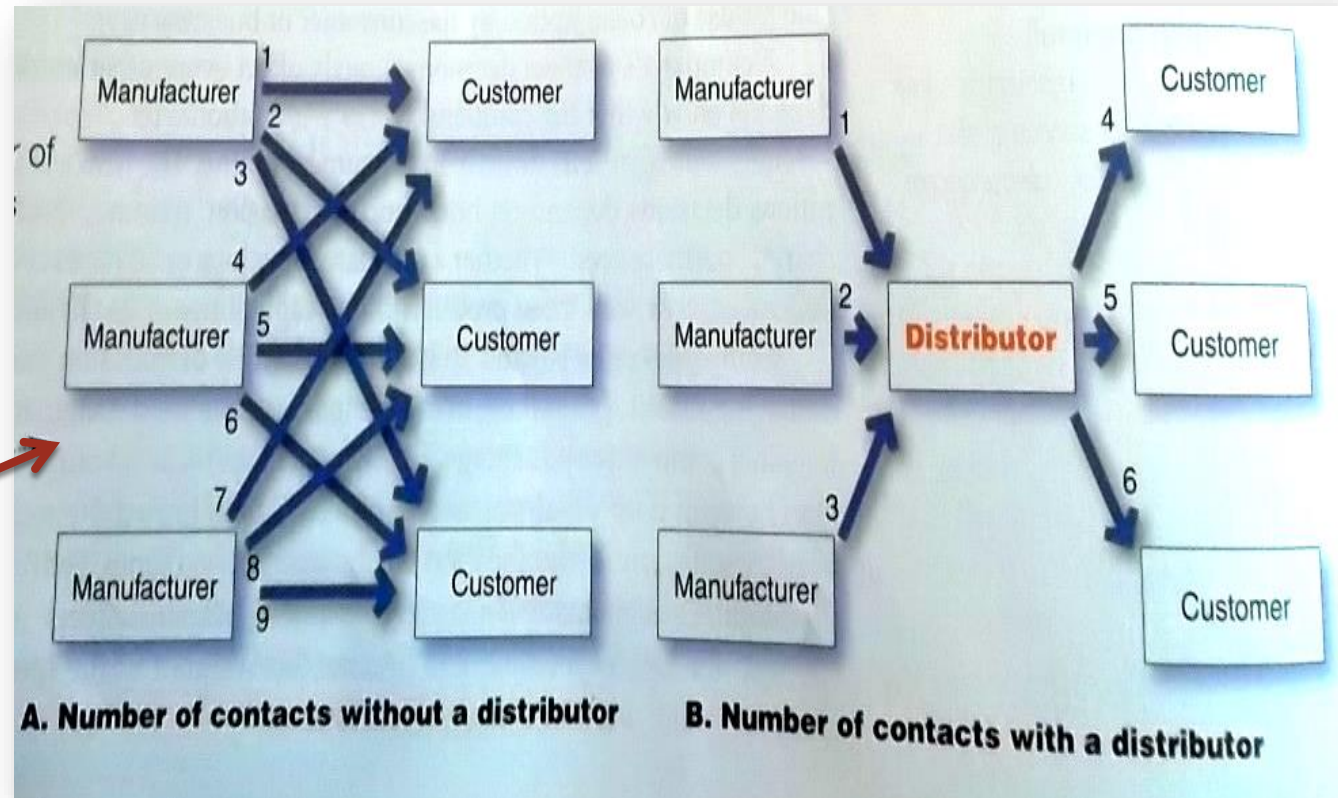 of
Manufacturer
1
2
3
Customer
4
Manufacturer
5
6
Customer
7
Manufacturer
8
9
Customer
A. Number of contacts without a distributor
Manufacturer
1
Manufacturer
2
Manufacturer
3
Distributor
4
Customer
5
Customer
6
Customer
B. Number of contacts with a distributor